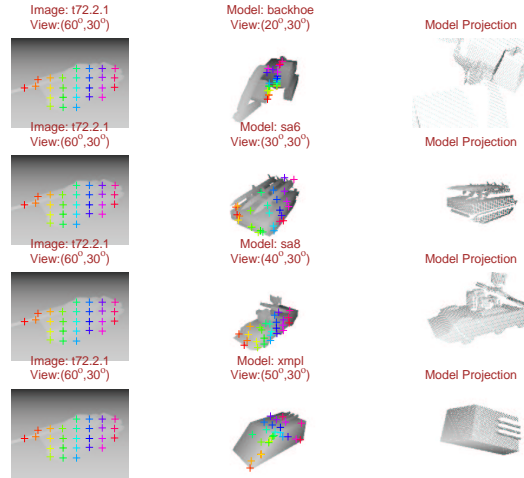 Image: t72.2.1
View:(60°,30°)
Model: backhoe
View:(20°,30°)
Model Projection
Image: t72.2.1
View:(60°,30°)
Model: sa6
View:(30°,30°)
Model Projection
Image: t72.2.1
View:(60°,30°)
Model: sa8
View:(40°,30°)
Model Projection
Image: t72.2.1
View:(60°,30°)
Model: xmpl
View:(50°,30°)
Model Projection